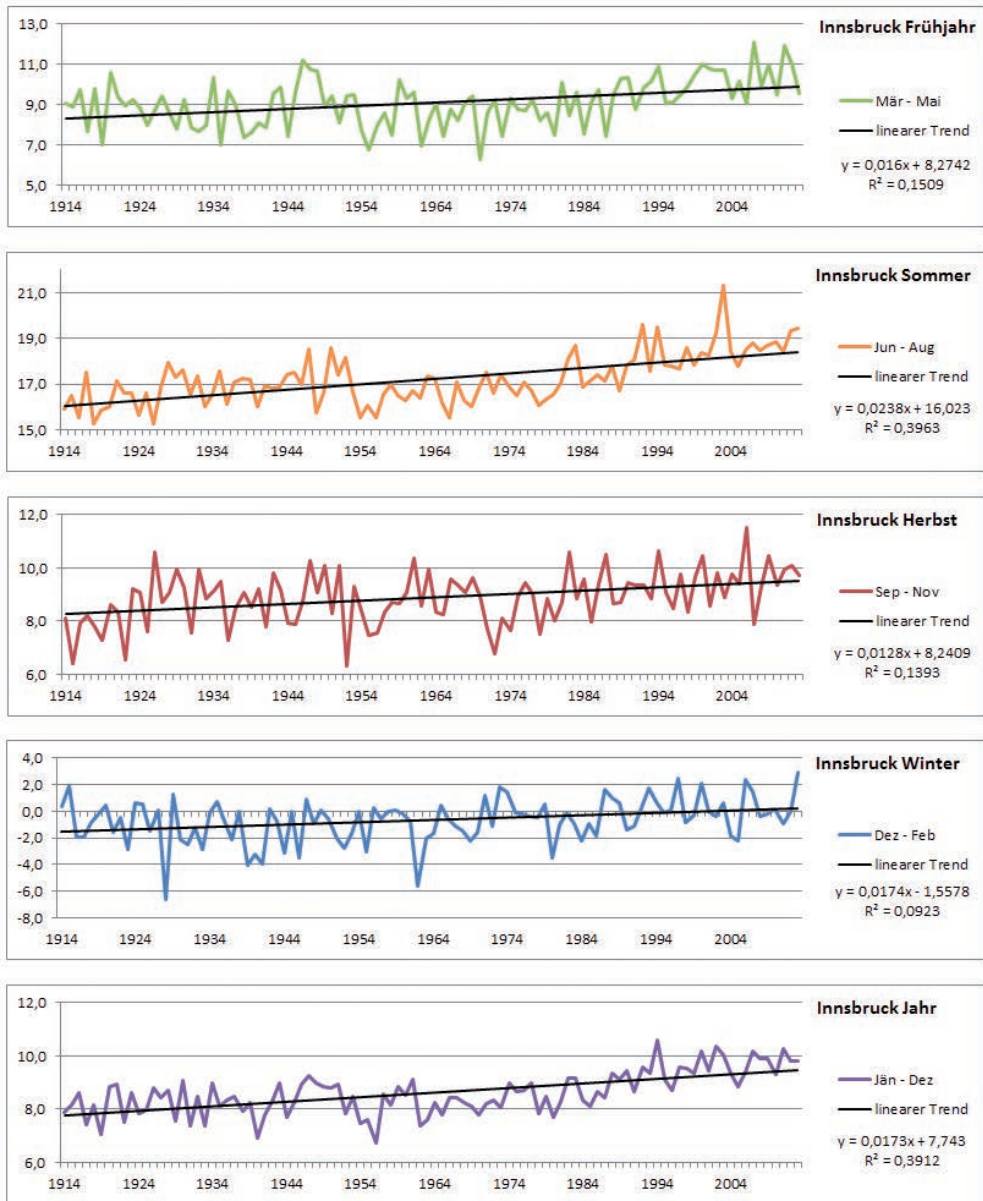 Innsbruck Frühjahr
13,0
11,0
9,0
7,0
5,0
1914 1924 1934 1944 1954 1964 1974 1984 1994 2004
Mär - Mai
linearer Trend
y = 0,016x + 8,2742
R² = 0,1509
Innsbruck Sommer
21,0
19,0
17,0
15,0
1914 1924 1934 1944 1954 1964 1974 1984 1994 2004
Jun - Aug
linearer Trend
y = 0,0238x + 16,023
R² = 0,3963
Innsbruck Herbst
12,0
10,0
8,0
6,0
1914 1924 1934 1944 1954 1964 1974 1984 1994 2004
Sep - Nov
linearer Trend
y = 0,0128x + 8,2409
R² = 0,1393
Innsbruck Winter
4,0
2,0
0,0
-2,0
-4,0
-6,0
-8,0
1914 1924 1934 1944 1954 1964 1974 1984 1994 2004
Dez - Feb
linearer Trend
y = 0,0174x - 1,5578
R² = 0,0923
Innsbruck Jahr
12,0
10,0
8,0
6,0
1914 1924 1934 1944 1954 1964 1974 1984 1994 2004
Jän - Dez
linearer Trend
y = 0,0173x + 7,743
R² = 0,3912